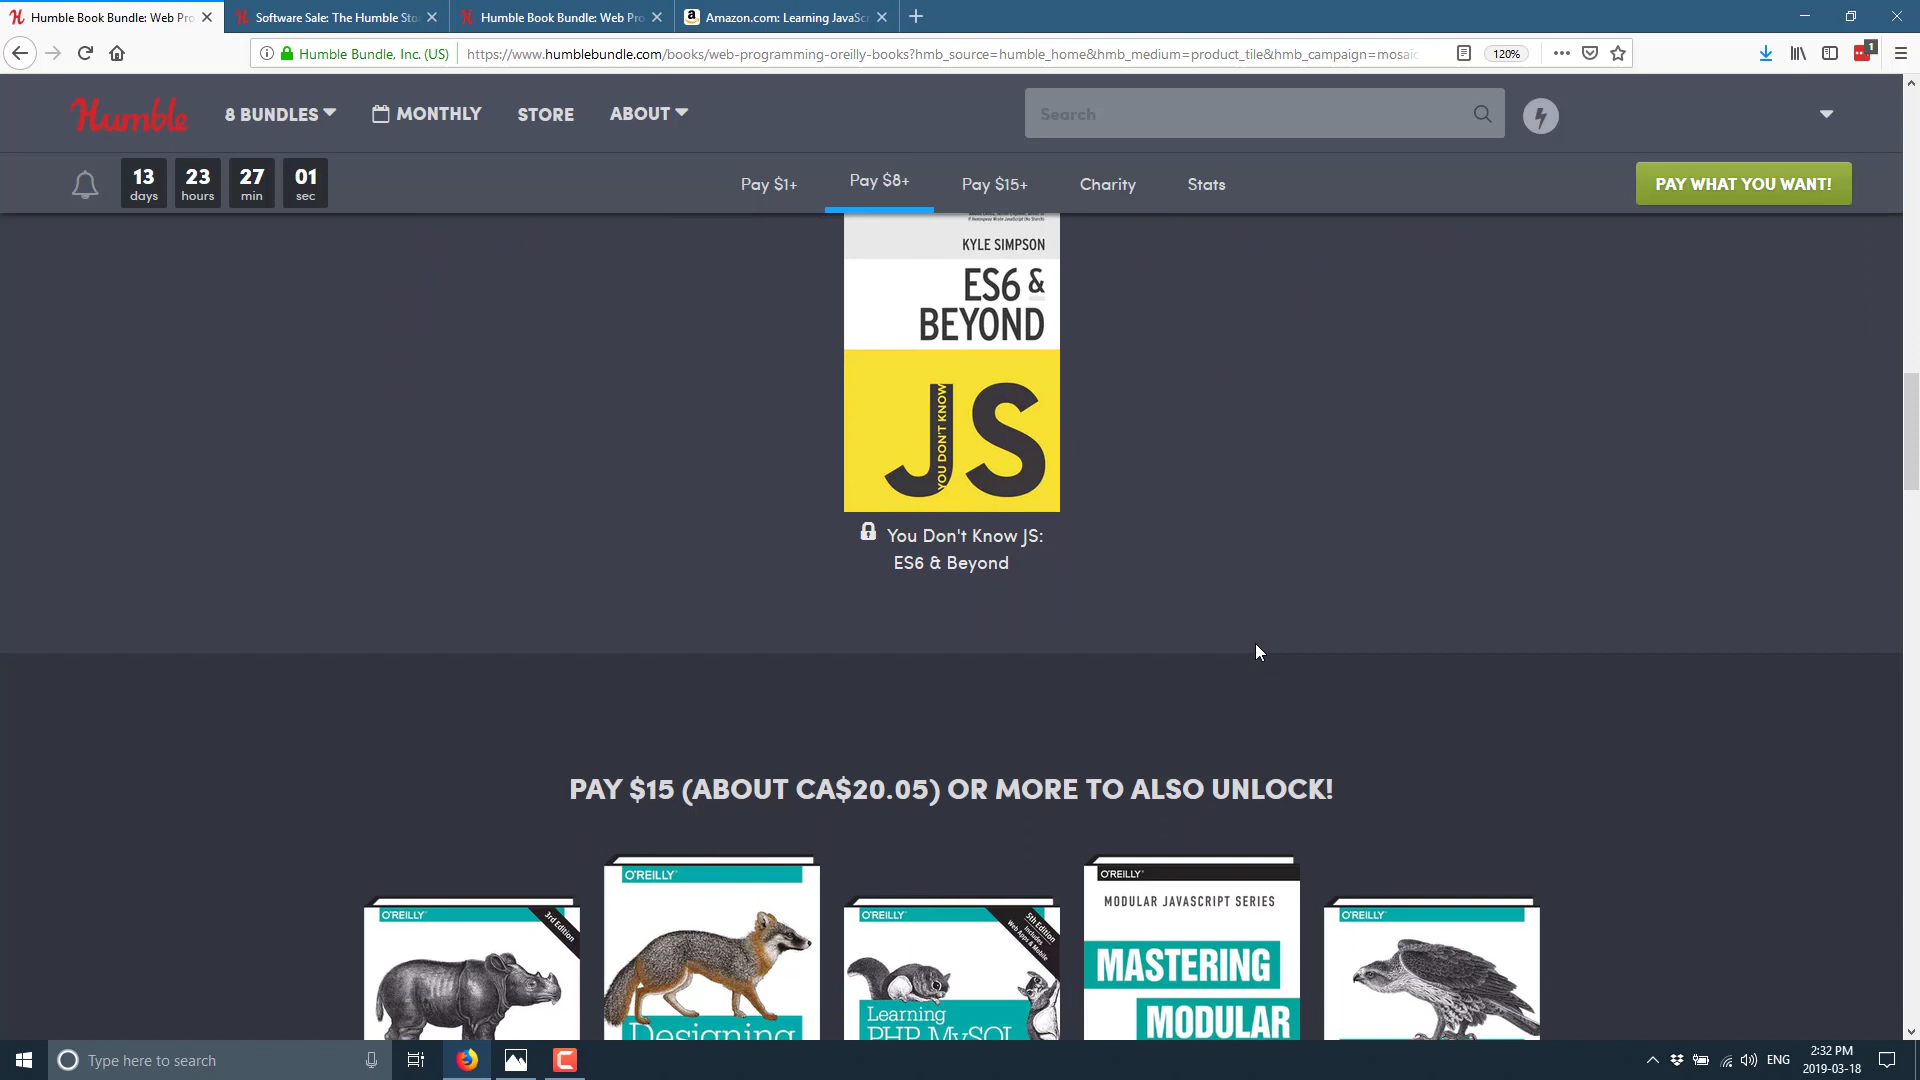 Humble Book Bundle: Web Pro
Software Sale: The Humble Sto
Humble Book Bundle: Web Pro
Amazon.com: Learning JavaScr
Humble Bundle, Inc. (US)
https://www.humblebundle.com/books/web-programming-oreilly-books?hmb_source=humble_home&hmb_medium=product_tile&hmb_campaign=mosaic
120%
1
Humble
8 BUNDLES
MONTHLY
STORE
ABOUT
Search
13 days
23 hours
27 min
01 sec
Pay $1+
Pay $8+
Pay $15+
Charity
Stats
PAY WHAT YOU WANT!
KYLE SIMPSON
ES6 &
BEYOND
YOU DON'T KNOW
JS
You Don't Know JS:
ES6 & Beyond
PAY $15 (ABOUT CA$20.05) OR MORE TO ALSO UNLOCK!
O'REILLY
3rd Edition
O'REILLY
Designing
O'REILLY
5th Edition
Includes
Web Apps & Mobile
Learning
PHP, MySQL
O'REILLY
MODULAR JAVASCRIPT SERIES
MASTERING
MODULAR
O'REILLY
Type here to search
ENG
2:32 PM
2019-03-18